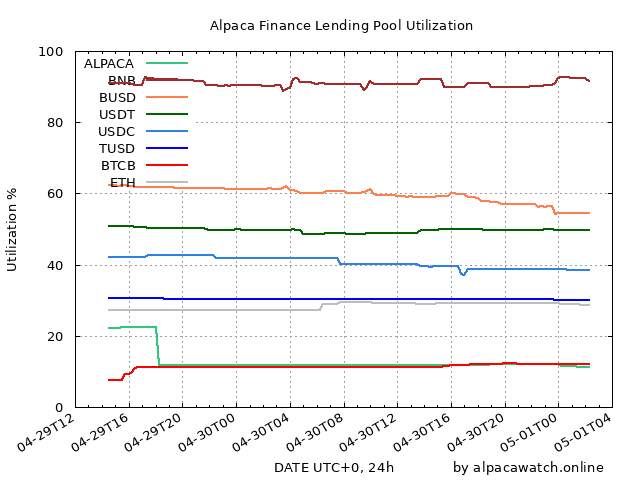 Alpaca Finance Lending Pool Utilization
Utilization %
100
80
60
40
20
0
ALPACA
BNB
BUSD
USDT
USDC
TUSD
BTCB
ETH
04-29T12
04-29T16
04-29T20
04-30T00
04-30T04
04-30T08
04-30T12
04-30T16
04-30T20
05-01T00
05-01T04
DATE UTC+0, 24h
by alpacawatch.online